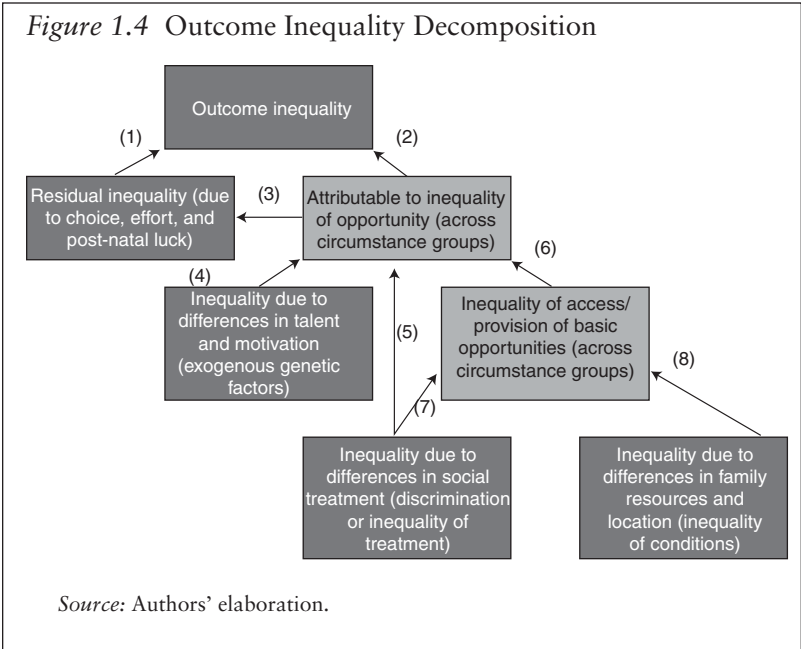 Figure 1.4 Outcome Inequality Decomposition
Outcome inequality
(1)
(2)
Residual inequality (due
to choice, effort, and
post-natal luck)
(3)
Attributable to inequality
of opportunity (across
circumstance groups)
(4)
(6)
Inequality due to
differences in talent
and motivation
(exogenous genetic
factors)
(5)
Inequality of access/
provision of basic
opportunities (across
circumstance groups)
(7)
(8)
Inequality due to
differences in social
treatment (discrimination
or inequality of
treatment)
Inequality due to
differences in family
resources and
location (inequality
of conditions)
Source: Authors’ elaboration.